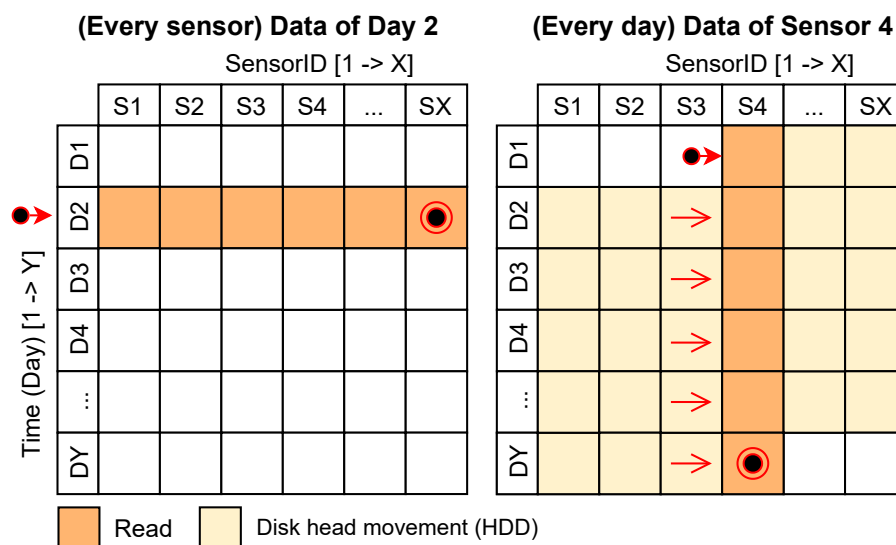 (Every sensor) Data of Day 2
SensorID [1 -> X]
S1 S2 S3 S4 ... SX
Time (Day) [1 -> Y]
D1
D2
D3
D4
...
DY
(Every day) Data of Sensor 4
SensorID [1 -> X]
S1 S2 S3 S4 ... SX
D1
D2
D3
D4
...
DY
Read
Disk head movement (HDD)